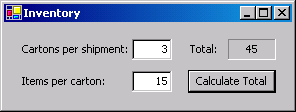 Inventory
Cartons per shipment: 3 Total: 45
Items per carton: 15 Calculate Total